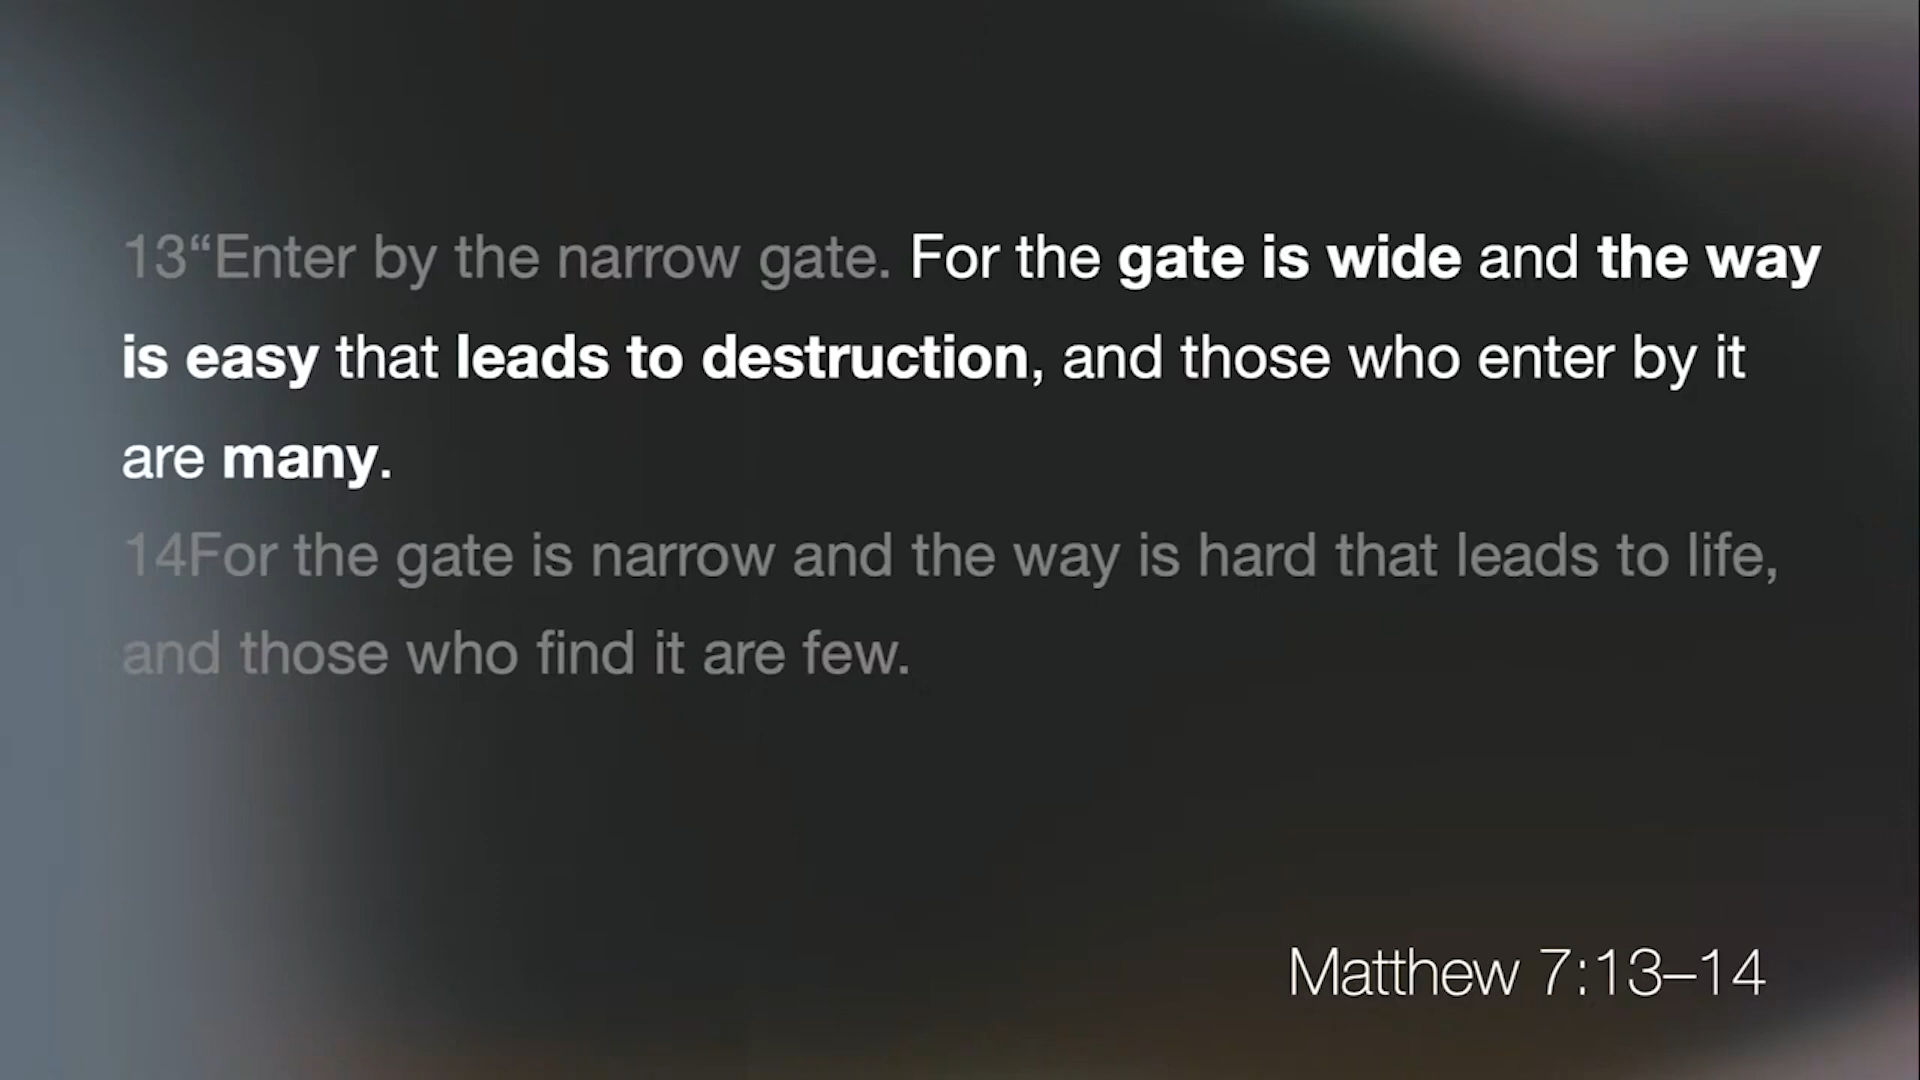 13“Enter by the narrow gate. For the gate is wide and the way
is easy that leads to destruction, and those who enter by it
are many.
14For the gate is narrow and the way is hard that leads to life,
and those who find it are few.
Matthew 7:13–14